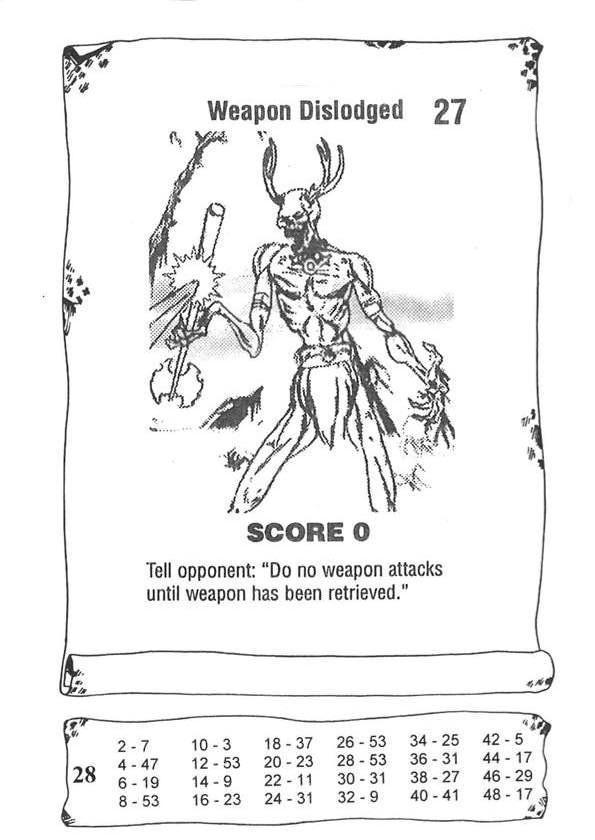 Weapon Dislodged 27
SCORE 0
Tell opponent: “Do no weapon attacks
until weapon has been retrieved.”
28
2 - 7 10 - 3 18 - 37 26 - 53 34 - 25 42 - 5
4 - 47 12 - 53 20 - 23 28 - 53 36 - 31 44 - 17
6 - 19 14 - 9 22 - 11 30 - 31 38 - 27 46 - 29
8 - 53 16 - 23 24 - 31 32 - 9 40 - 41 48 - 17